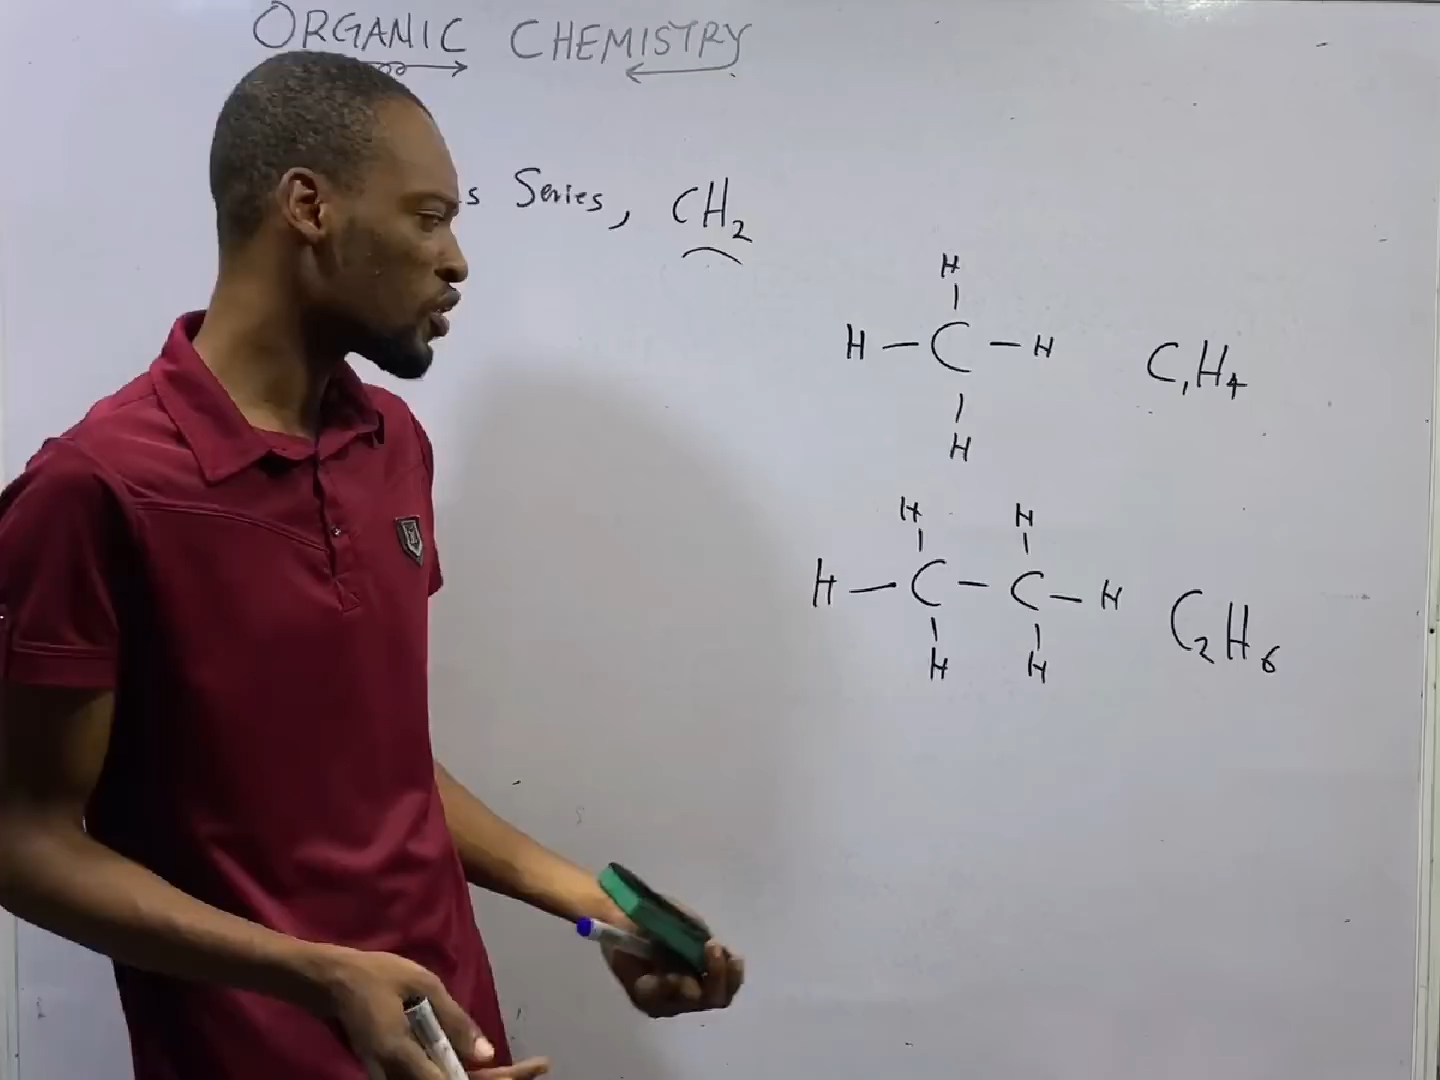 ORGANIC CHEMISTRY
s Series, CH₂
H
H – C – H C₁H₄
H
H H
H – C – C – H C₂H₆
H H